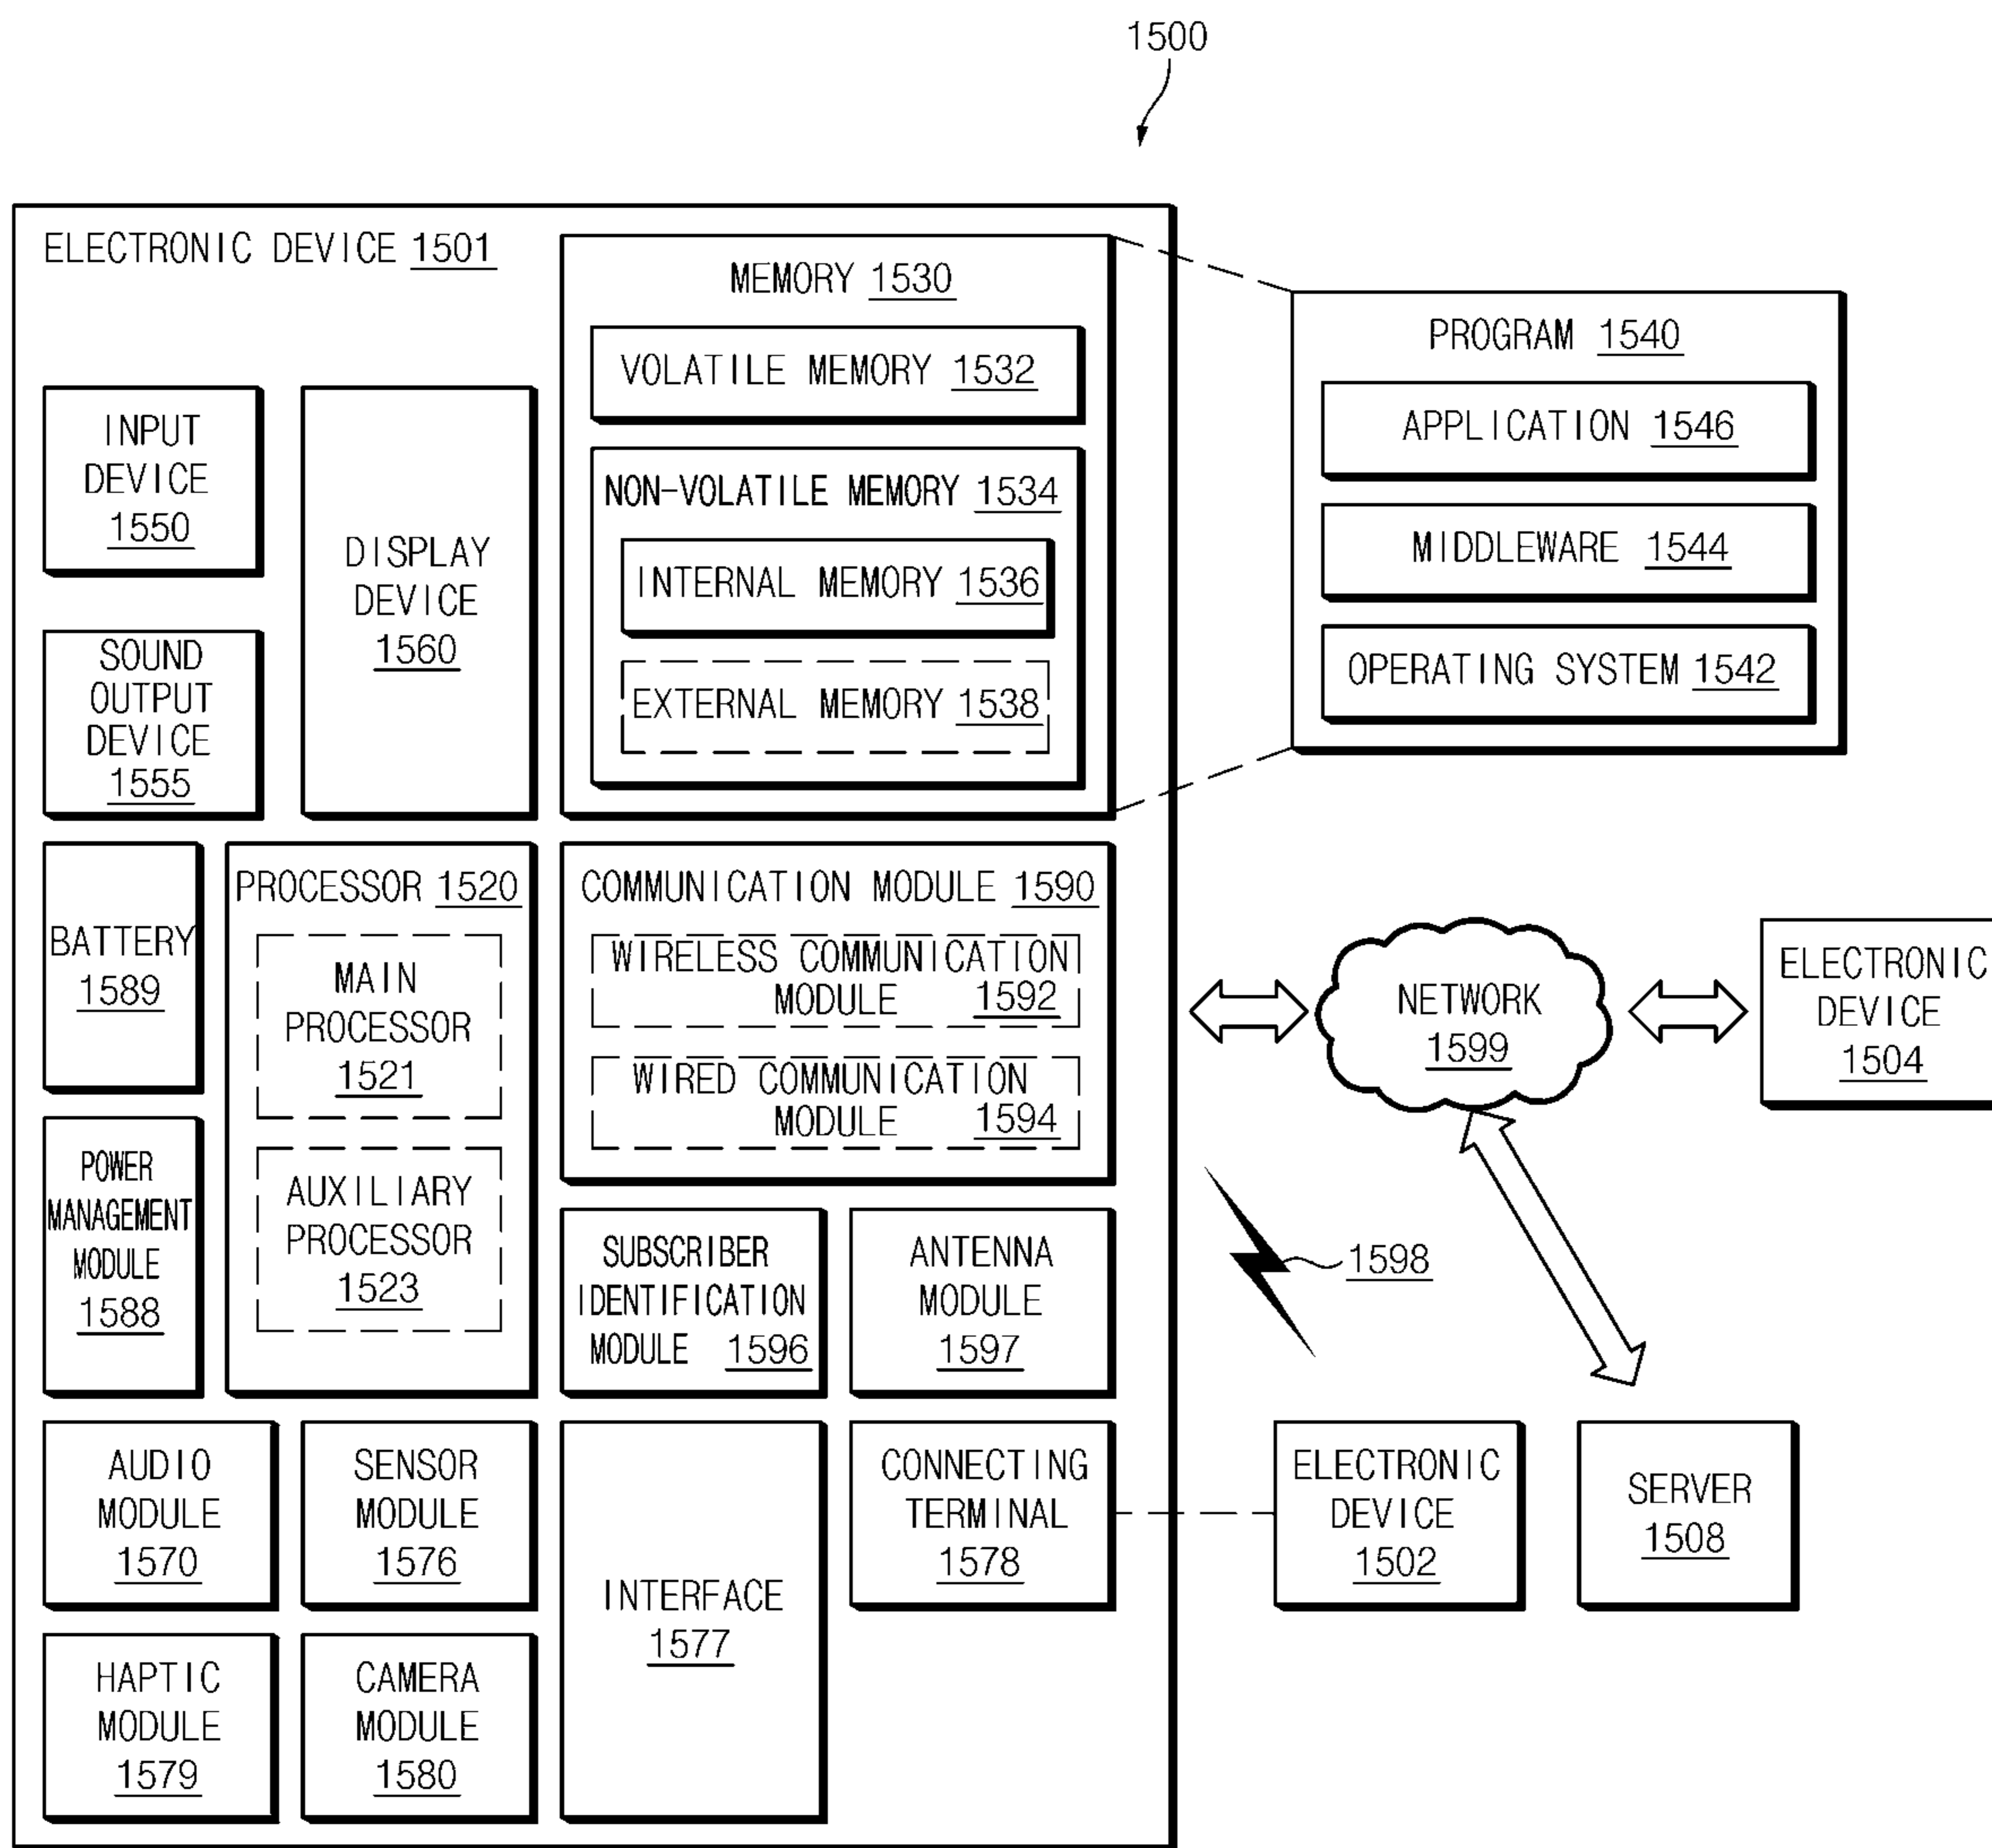 1500
ELECTRONIC DEVICE 1501
MEMORY 1530
VOLATILE MEMORY 1532
NON-VOLATILE MEMORY 1534
INTERNAL MEMORY 1536
EXTERNAL MEMORY 1538
PROGRAM 1540
APPLICATION 1546
MIDDLEWARE 1544
OPERATING SYSTEM 1542
INPUT
DEVICE
1550
DISPLAY
DEVICE
1560
SOUND
OUTPUT
DEVICE
1555
BATTERY
1589
PROCESSOR 1520
MAIN
PROCESSOR
1521
AUXILIARY
PROCESSOR
1523
POWER
MANAGEMENT
MODULE
1588
COMMUNICATION MODULE 1590
WIRELESS COMMUNICATION
MODULE 1592
WIRED COMMUNICATION
MODULE 1594
NETWORK
1599
ELECTRONIC
DEVICE
1504
SUBSCRIBER
IDENTIFICATION
MODULE 1596
ANTENNA
MODULE
1597
1598
AUDIO
MODULE
1570
SENSOR
MODULE
1576
INTERFACE
1577
CONNECTING
TERMINAL
1578
ELECTRONIC
DEVICE
1502
SERVER
1508
HAPTIC
MODULE
1579
CAMERA
MODULE
1580